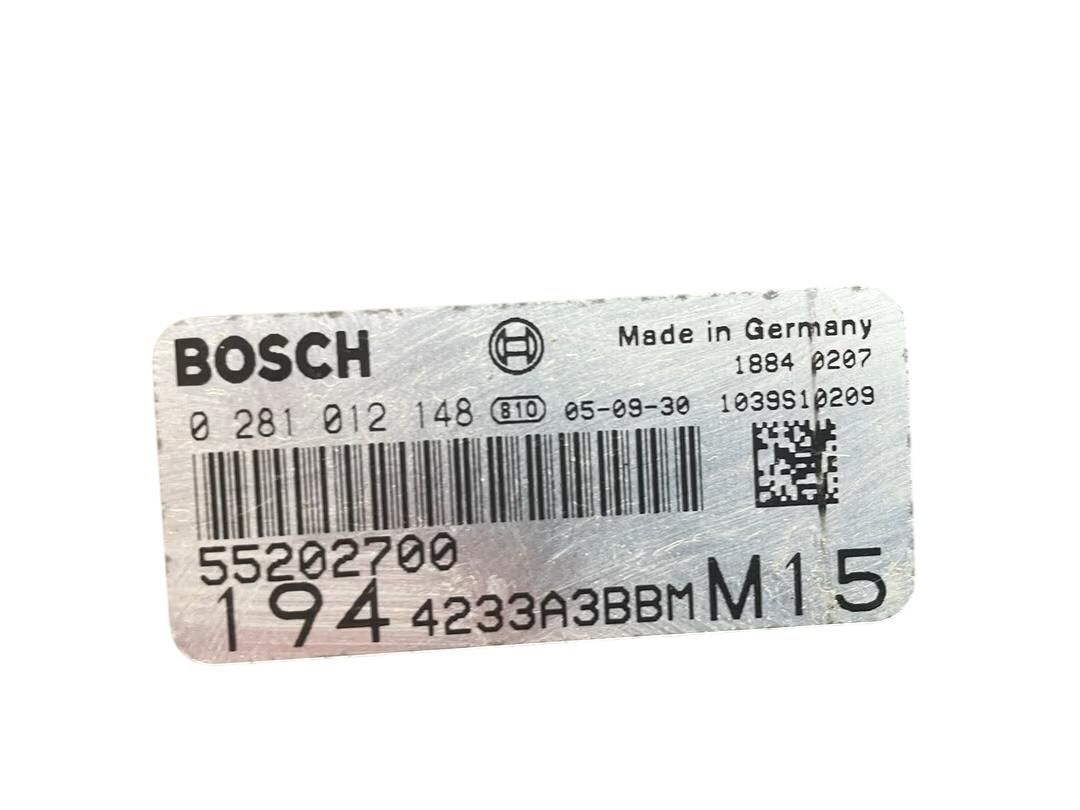 BOSCH Made in Germany
1884 0207
0 281 012 148 810 05-09-30 1039S10209
55202700
194 4233A3BBM M15